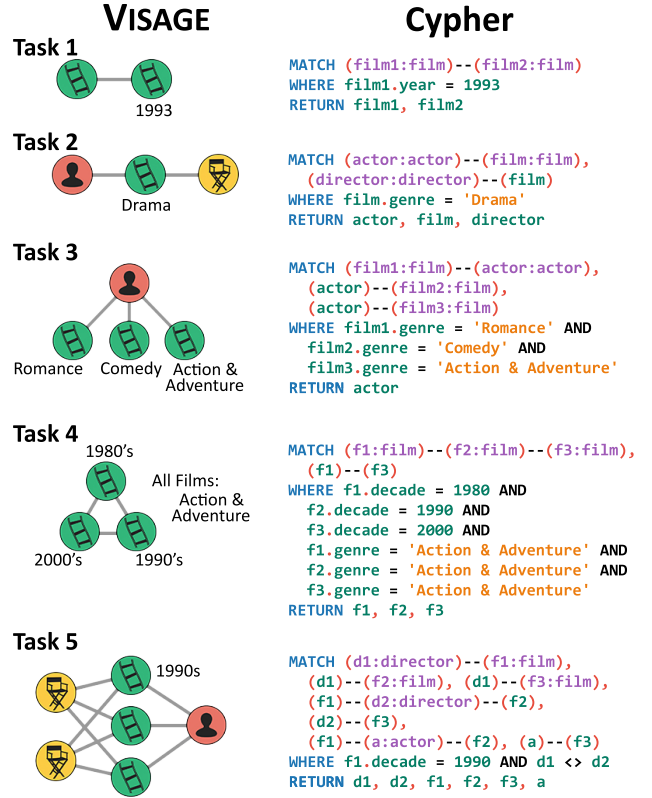 VISAGE Cypher
Task 1
1993
MATCH (film1:film)--(film2:film)
WHERE film1.year = 1993
RETURN film1, film2
Task 2
Drama
MATCH (actor:actor)--(film:film),
(director:director)--(film)
WHERE film.genre = 'Drama'
RETURN actor, film, director
Task 3
Romance Comedy Action &
Adventure
MATCH (film1:film)--(actor:actor),
(actor)--(film2:film),
(actor)--(film3:film)
WHERE film1.genre = 'Romance' AND
film2.genre = 'Comedy' AND
film3.genre = 'Action & Adventure'
RETURN actor
Task 4
1980's
All Films:
Action &
Adventure
2000's 1990's
MATCH (f1:film)--(f2:film)--(f3:film),
(f1)--(f3)
WHERE f1.decade = 1980 AND
f2.decade = 1990 AND
f3.decade = 2000 AND
f1.genre = 'Action & Adventure' AND
f2.genre = 'Action & Adventure' AND
f3.genre = 'Action & Adventure'
RETURN f1, f2, f3
Task 5
1990s
MATCH (d1:director)--(f1:film),
(d1)--(f2:film), (d1)--(f3:film),
(f1)--(d2:director)--(f2),
(d2)--(f3),
(f1)--(a:actor)--(f2), (a)--(f3)
WHERE f1.decade = 1990 AND d1 <> d2
RETURN d1, d2, f1, f2, f3, a